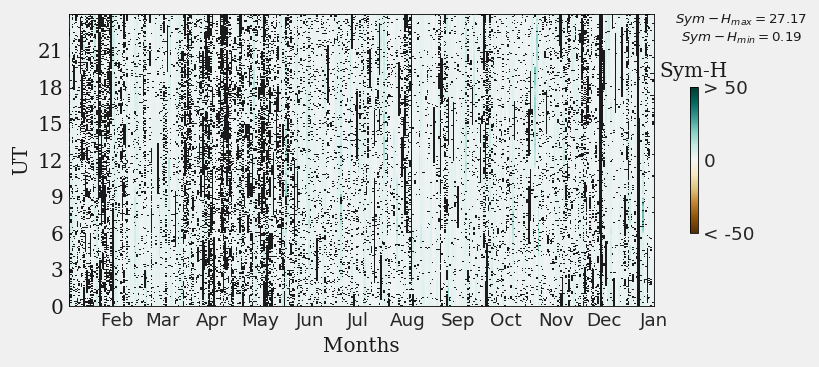 Sym − H_max = 27.17
Sym − H_min = 0.19
Sym-H
> 50
0
< -50
21
18
15
12
9
6
3
0
UT
Feb Mar Apr May Jun Jul Aug Sep Oct Nov Dec Jan
Months